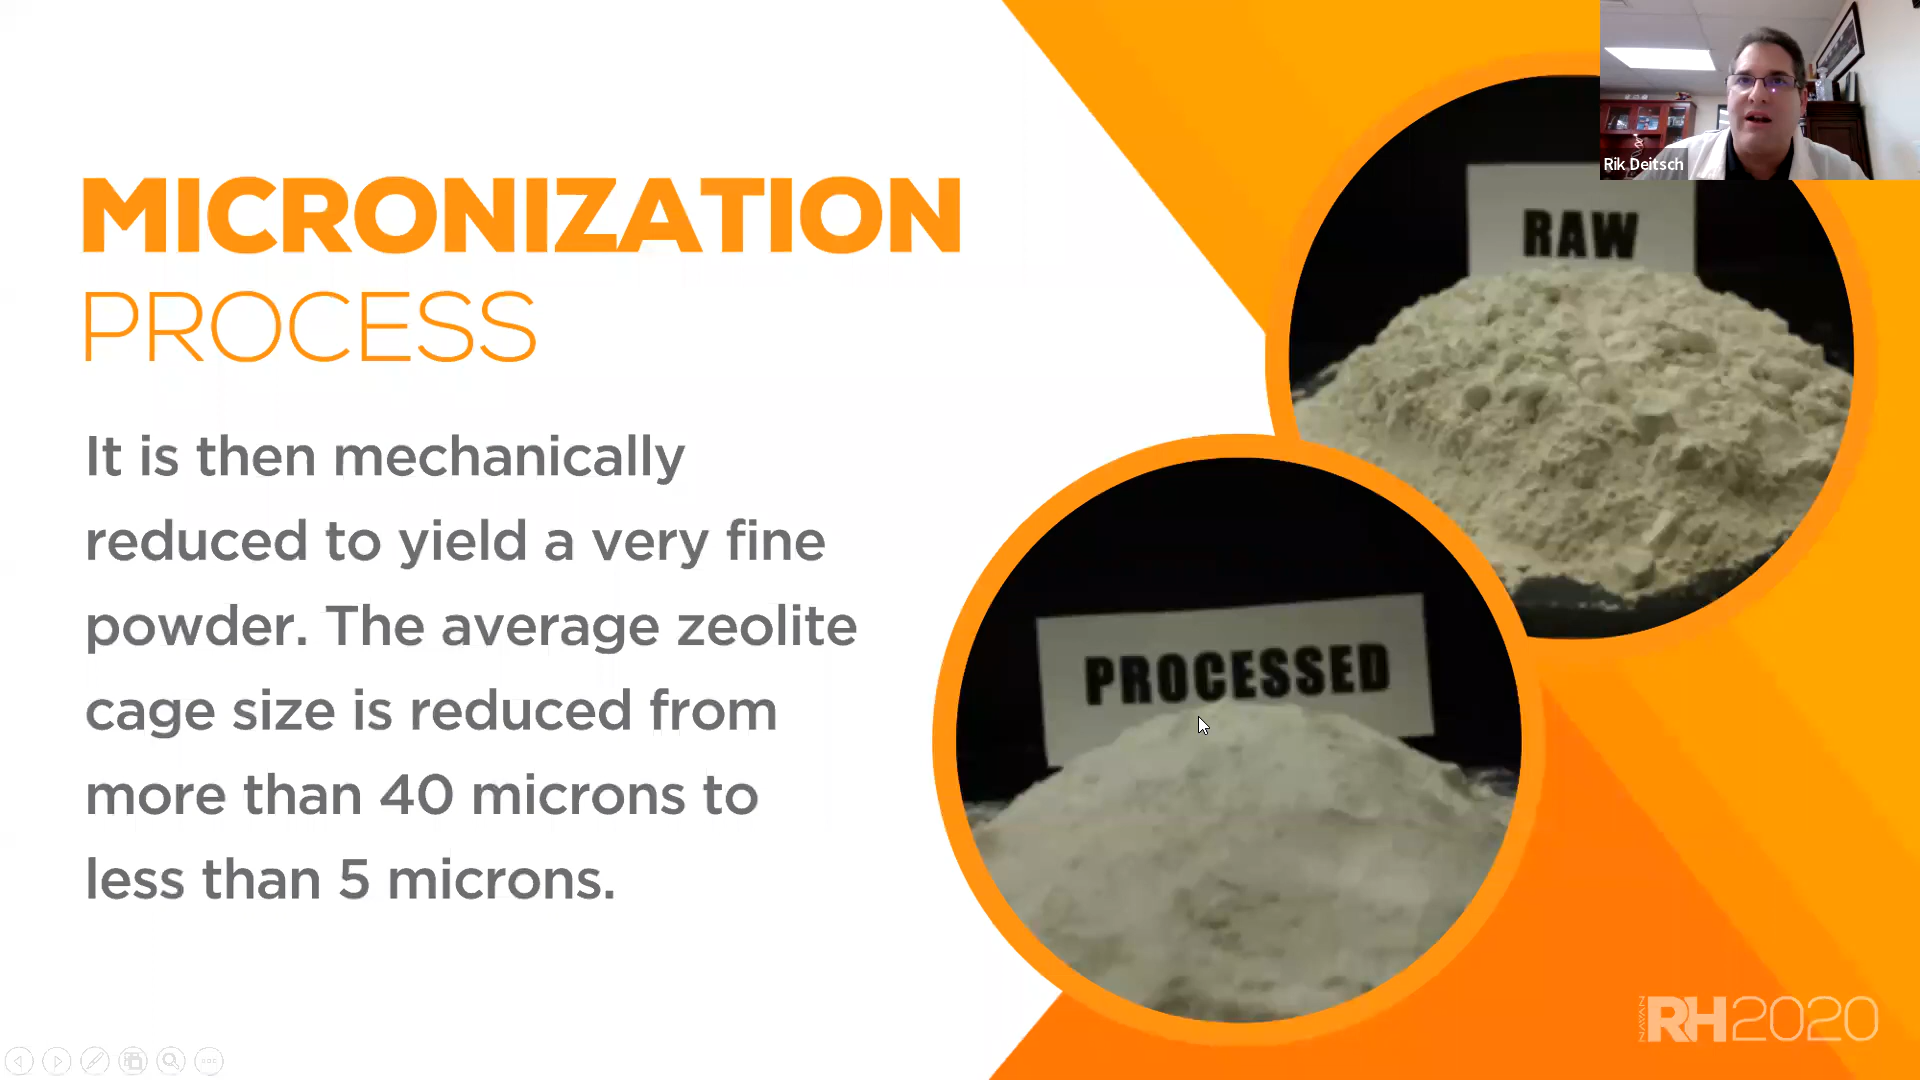 MICRONIZATION
PROCESS
It is then mechanically
reduced to yield a very fine
powder. The average zeolite
cage size is reduced from
more than 40 microns to
less than 5 microns.
RAW
PROCESSED
Rik Deitsch
RH2020